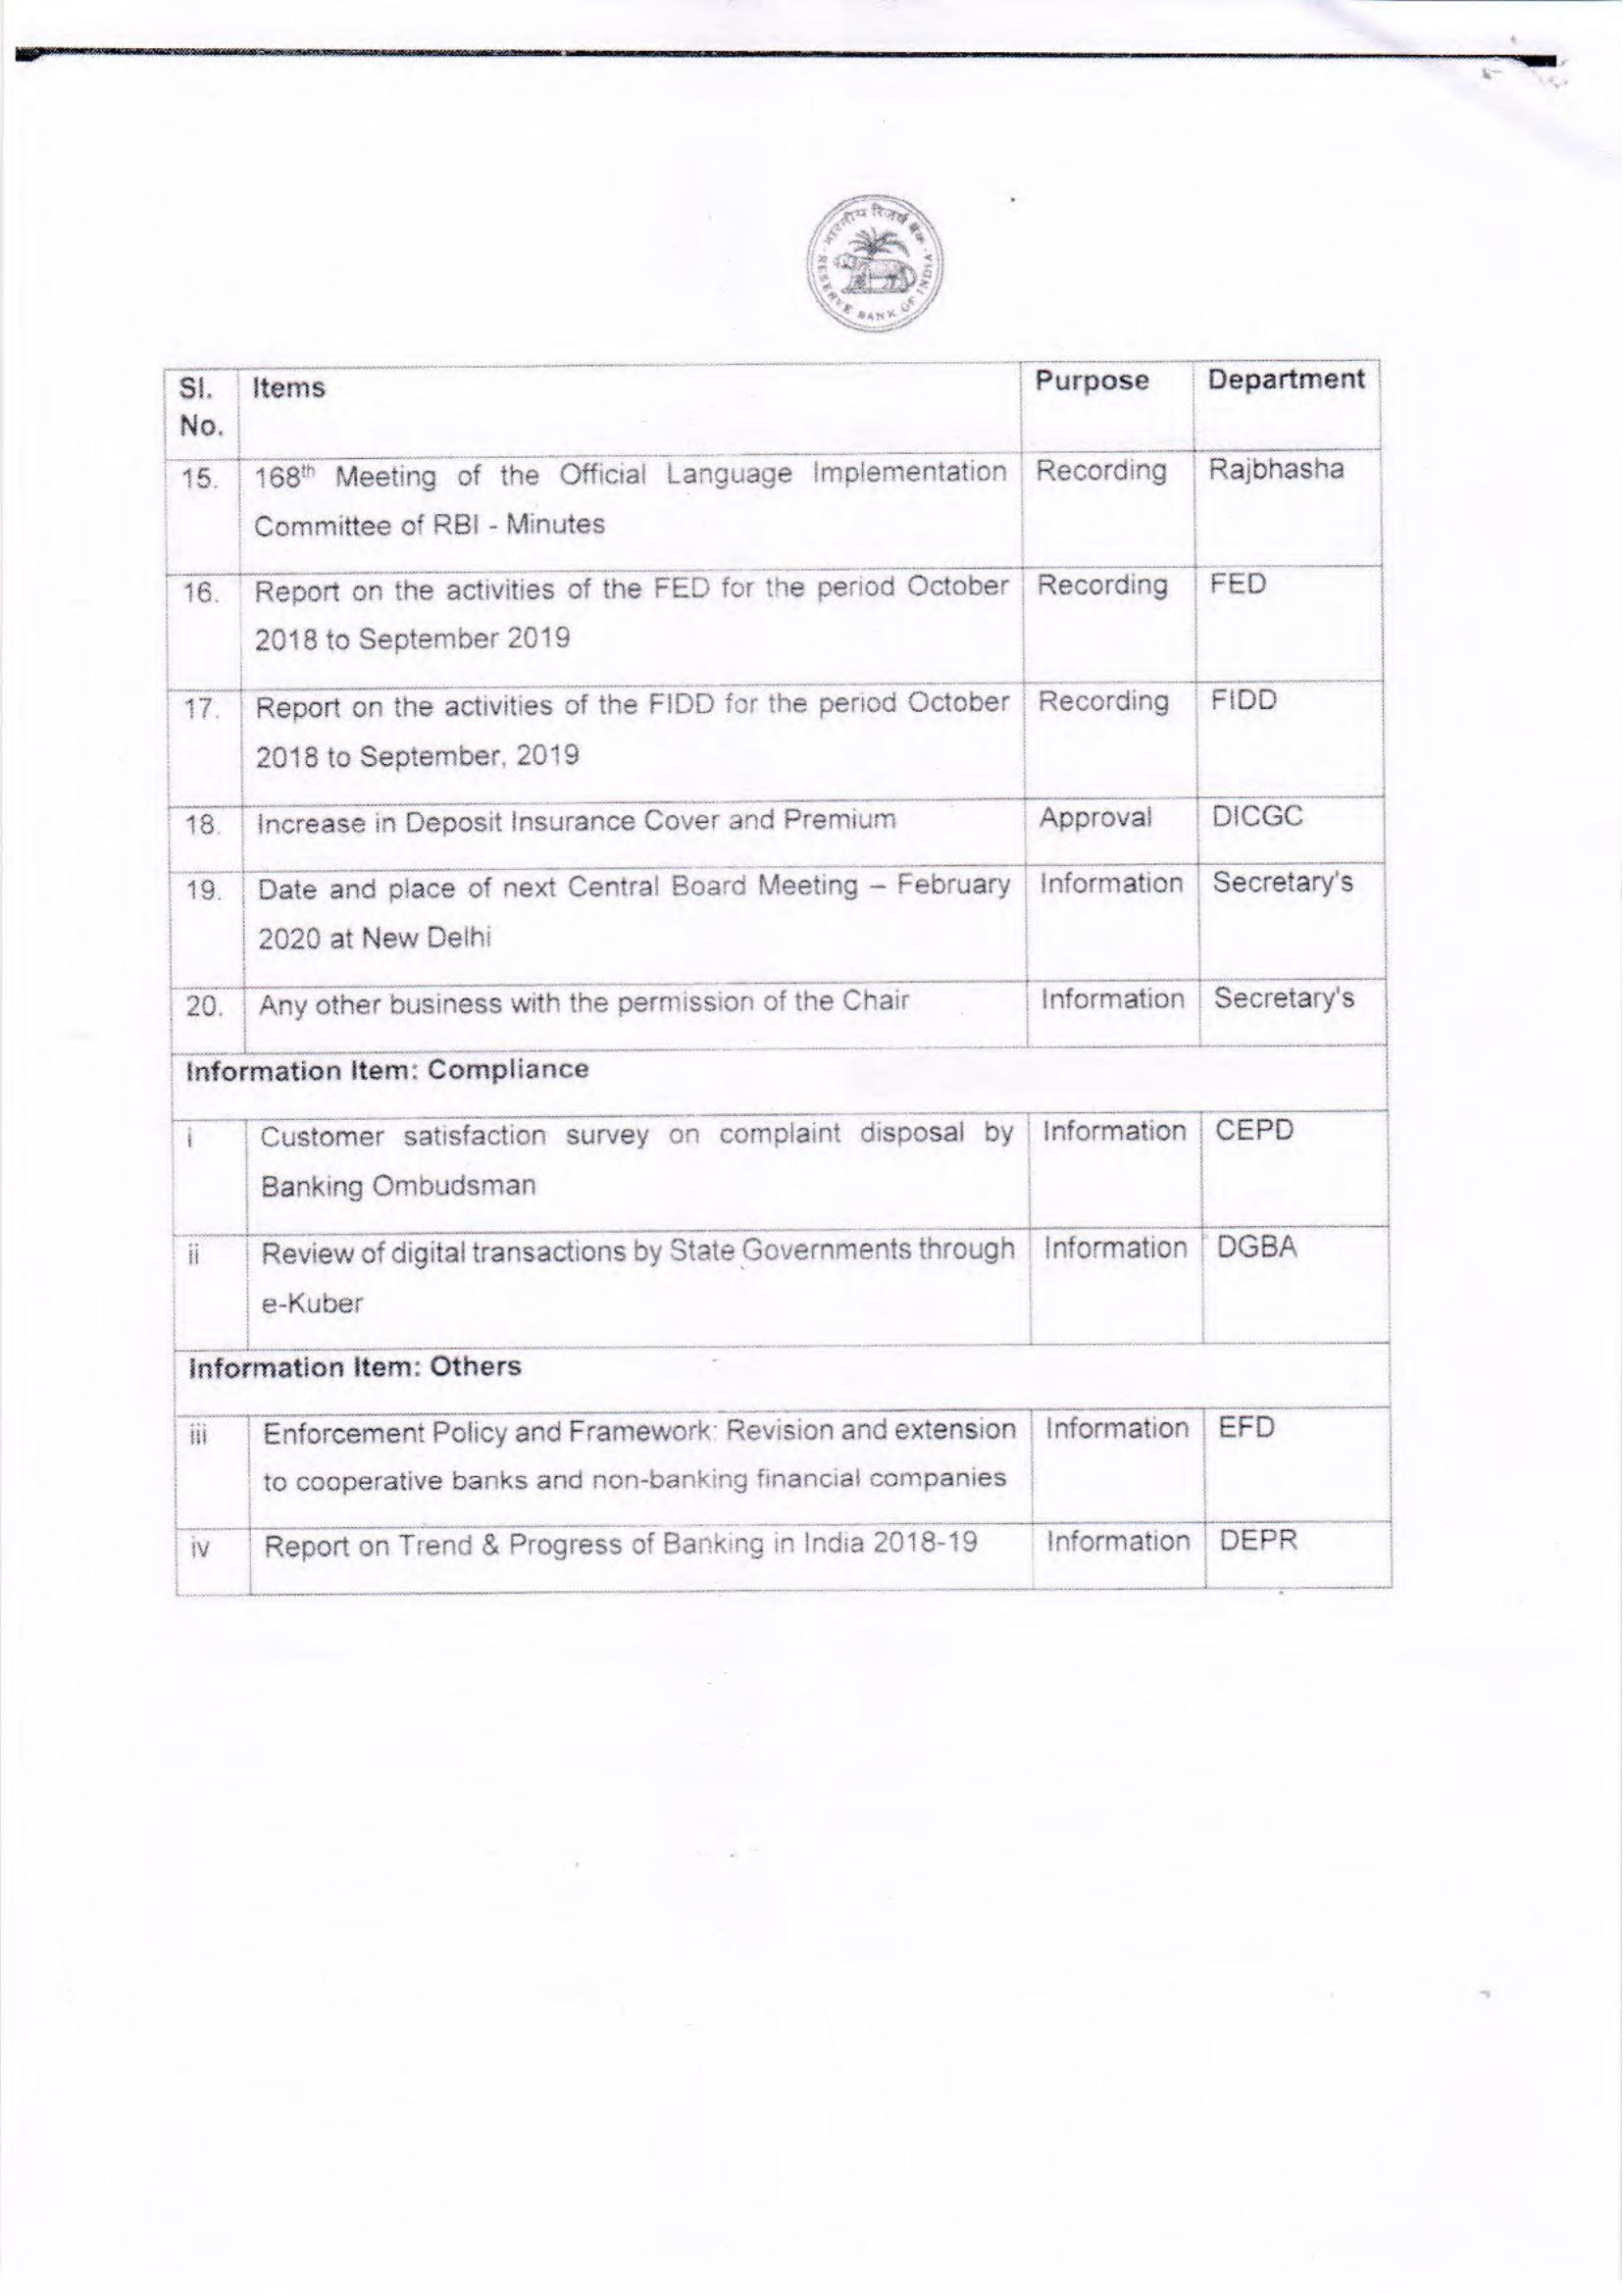 भारतीय रिज़र्व बैंक
RESERVE BANK OF INDIA
Sl. No. Items Purpose Department
15. 168th Meeting of the Official Language Implementation Recording Rajbhasha
Committee of RBI - Minutes
16. Report on the activities of the FED for the period October Recording FED
2018 to September 2019
17. Report on the activities of the FIDD for the period October Recording FIDD
2018 to September, 2019
18. Increase in Deposit Insurance Cover and Premium Approval DICGC
19. Date and place of next Central Board Meeting – February Information Secretary's
2020 at New Delhi
20. Any other business with the permission of the Chair Information Secretary's
Information Item: Compliance
i Customer satisfaction survey on complaint disposal by Information CEPD
Banking Ombudsman
ii Review of digital transactions by State Governments through Information DGBA
e-Kuber
Information Item: Others
iii Enforcement Policy and Framework: Revision and extension Information EFD
to cooperative banks and non-banking financial companies
iv Report on Trend & Progress of Banking in India 2018-19 Information DEPR